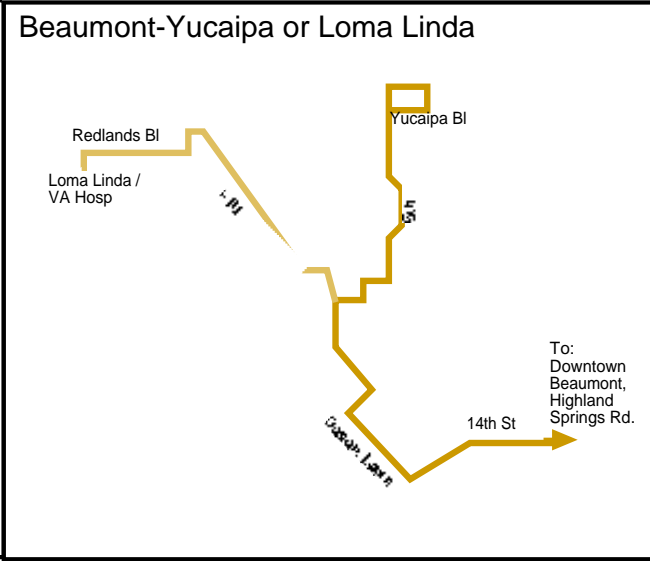 Beaumont-Yucaipa or Loma Linda
Yucaipa Bl
Redlands Bl
Loma Linda /
VA Hosp
5th
To:
Downtown
Beaumont,
Highland
Springs Rd.
14th St